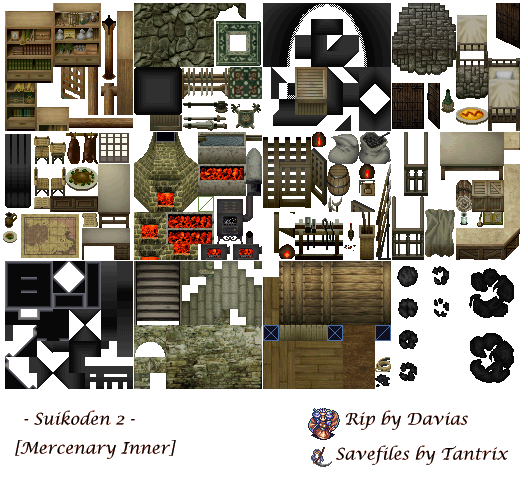 - Suikoden 2 -
[Mercenary Inner]
Rip by Davias
Savefiles by Tantrix